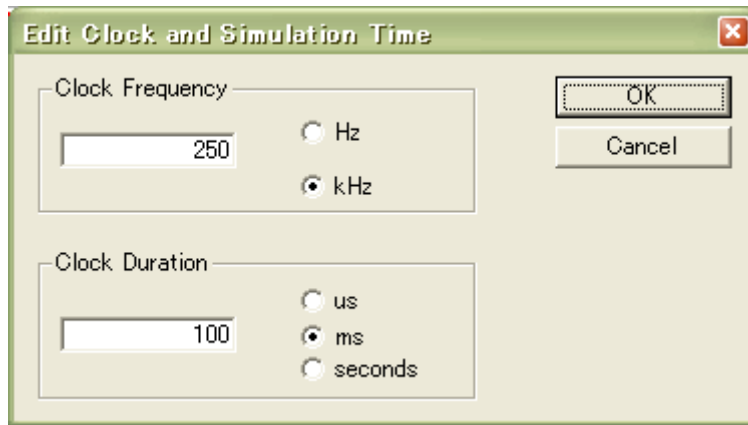 Edit Clock and Simulation Time
Clock Frequency
250
Hz
kHz
OK
Cancel
Clock Duration
100
us
ms
seconds